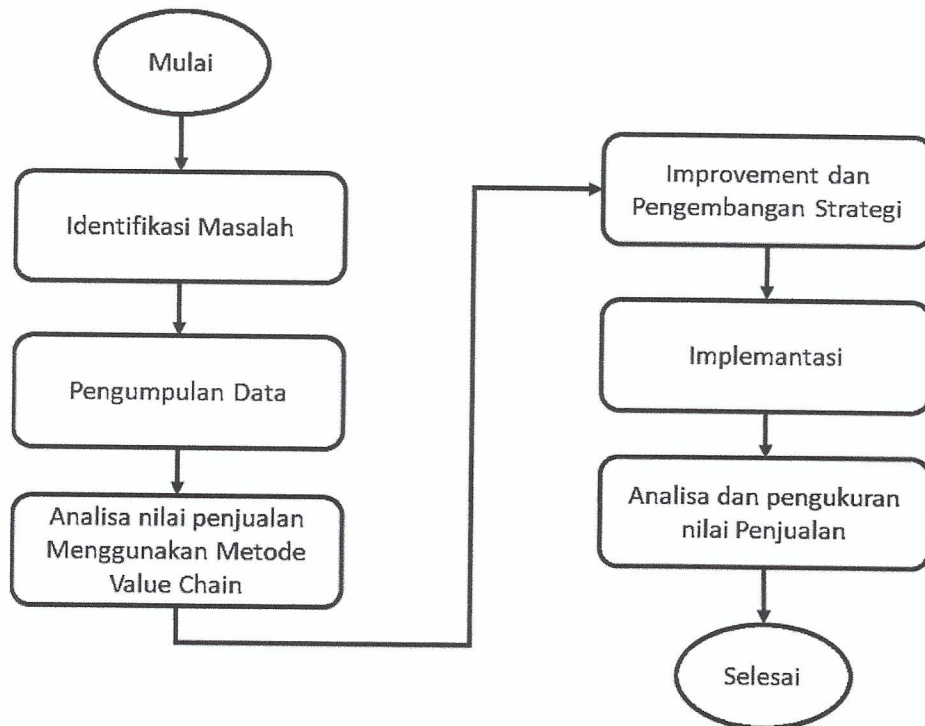 Mulai
Identifikasi Masalah
Pengumpulan Data
Analisa nilai penjualan
Menggunakan Metode
Value Chain
Improvement dan
Pengembangan Strategi
Implemantasi
Analisa dan pengukuran
nilai Penjualan
Selesai